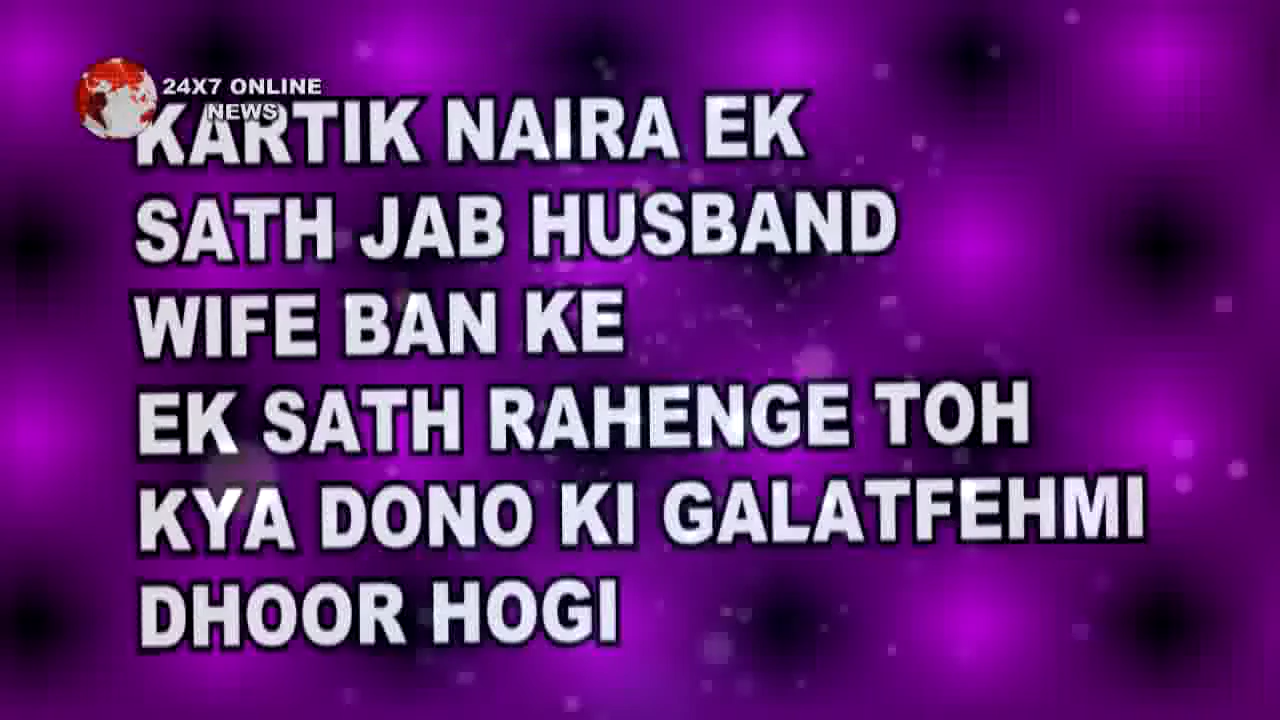 24X7 ONLINE
NEWS
KARTIK NAIRA EK
SATH JAB HUSBAND
WIFE BAN KE
EK SATH RAHENGE TOH
KYA DONO KI GALATFEHMI
DHOOR HOGI